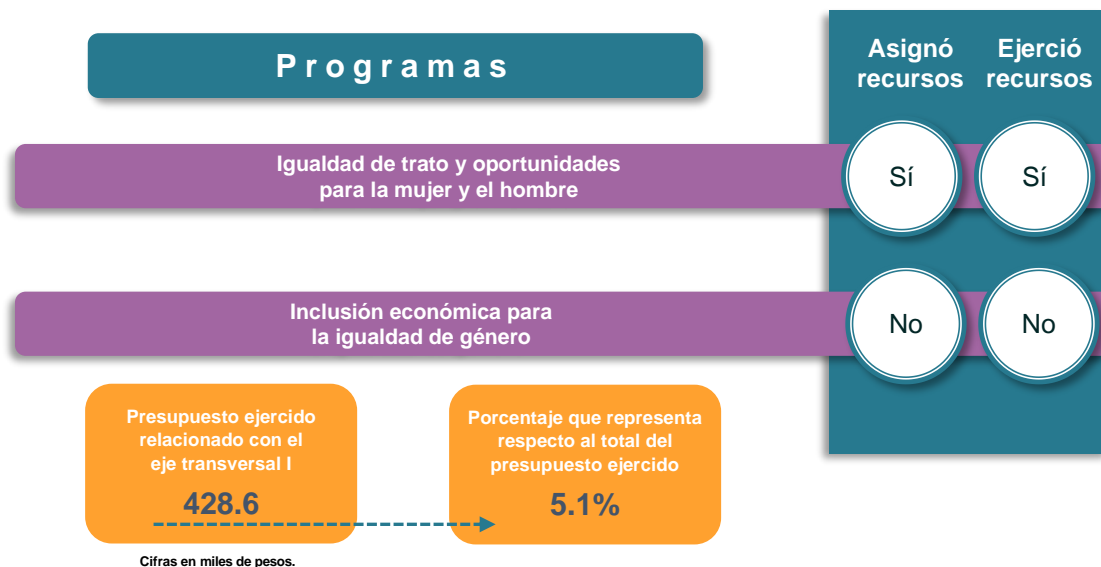 Programas
Asignó
recursos
Ejerció
recursos
Igualdad de trato y oportunidades
para la mujer y el hombre
Sí
Sí
Inclusión económica para
la igualdad de género
No
No
Presupuesto ejercido
relacionado con el
eje transversal I
428.6
Porcentaje que representa
respecto al total del
presupuesto ejercido
5.1%
Cifras en miles de pesos.